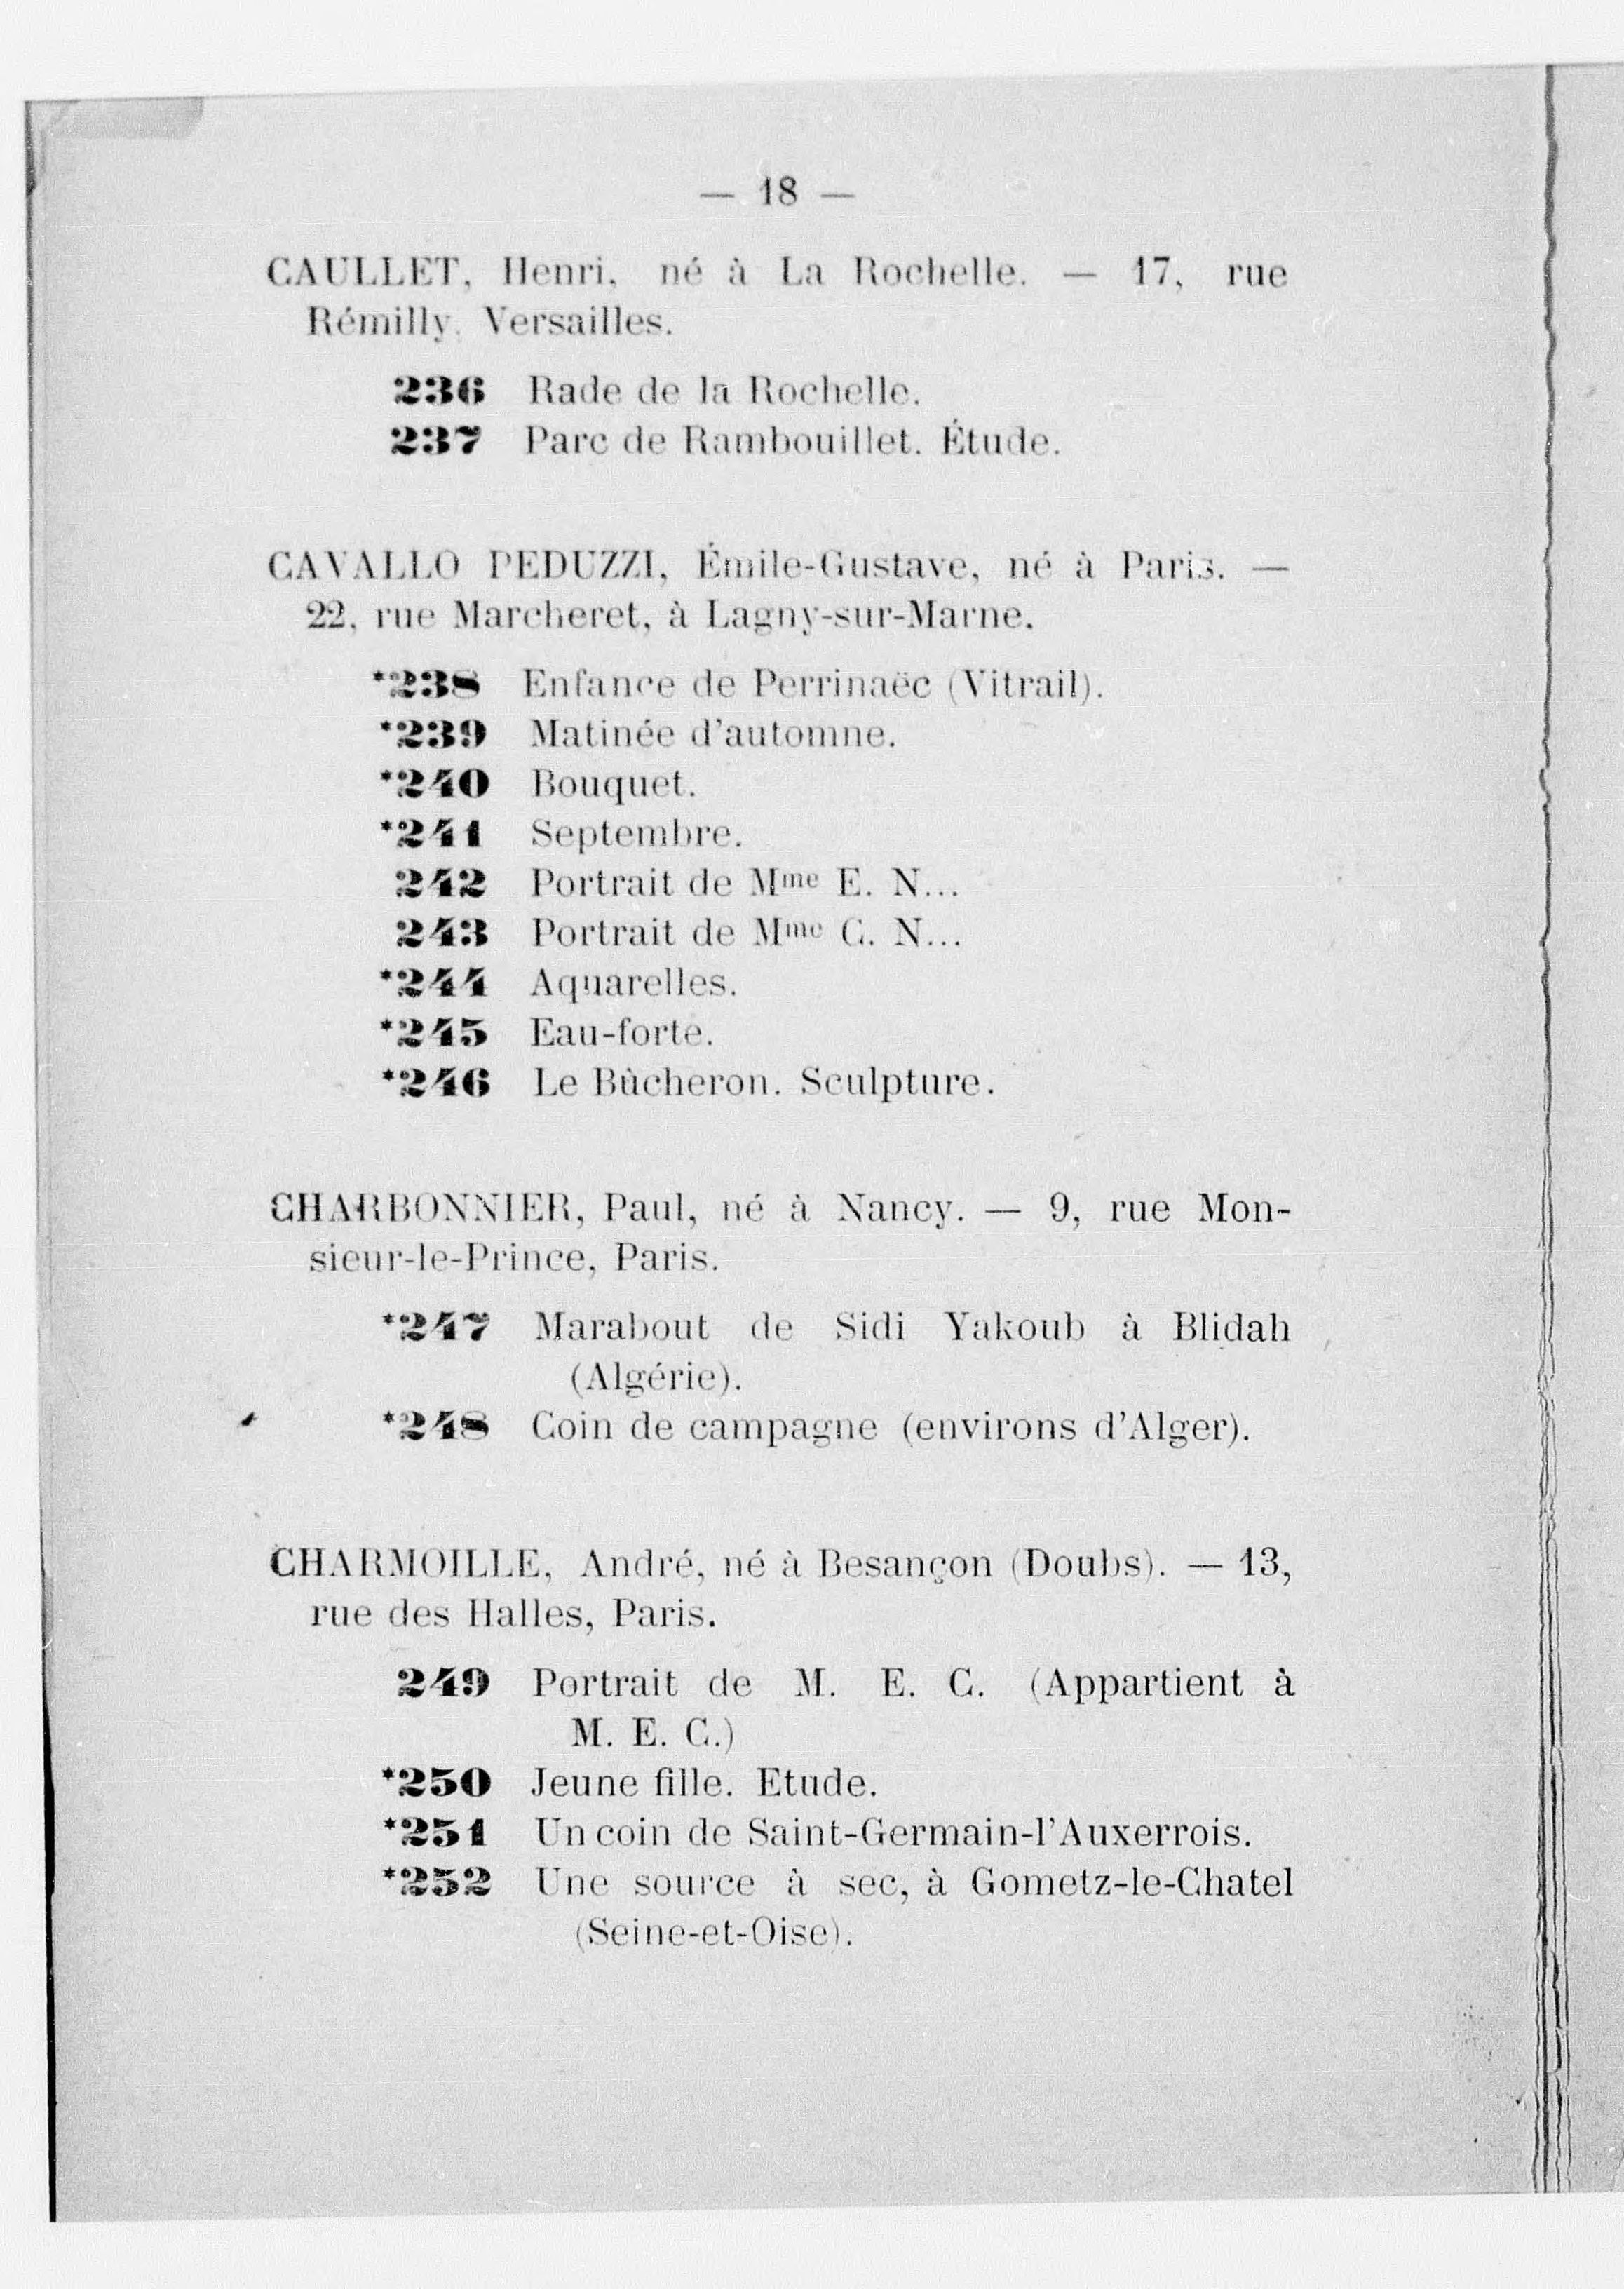 — 18 —
CAULLET, Henri, né à La Rochelle. — 17, rue
Rémilly, Versailles.
236 Rade de la Rochelle.
237 Parc de Rambouillet. Étude.
CAVALLO PEDUZZI, Émile-Gustave, né à Paris. —
22, rue Marcheret, à Lagny-sur-Marne.
*238 Enfance de Perrinaëc (Vitrail).
*239 Matinée d'automne.
*240 Bouquet.
*241 Septembre.
242 Portrait de Mme E. N...
243 Portrait de Mme G. N...
*244 Aquarelles.
*245 Eau-forte.
*246 Le Bûcheron. Sculpture.
CHARBONNIER, Paul, né à Nancy. — 9, rue Mon-
sieur-le-Prince, Paris.
*247 Marabout de Sidi Yakoub à Blidah
(Algérie).
*248 Coin de campagne (environs d'Alger).
CHARMOILLE, André, né à Besançon (Doubs). — 13,
rue des Halles, Paris.
249 Portrait de M. E. C. (Appartient à
M. E. C.)
*250 Jeune fille. Etude.
*251 Un coin de Saint-Germain-l'Auxerrois.
*252 Une source à sec, à Gometz-le-Chatel
(Seine-et-Oise).